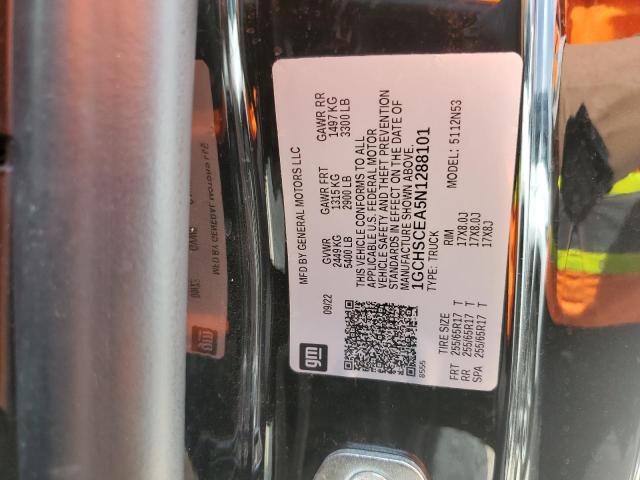 gm
MFD BY GENERAL MOTORS LLC
09/22 GVWR GAWR FRT GAWR RR
2449 KG 1315 KG 1497 KG
5400 LB 2900 LB 3300 LB
THIS VEHICLE CONFORMS TO ALL
APPLICABLE U.S. FEDERAL MOTOR
VEHICLE SAFETY AND THEFT PREVENTION
STANDARDS IN EFFECT ON THE DATE OF
MANUFACTURE SHOWN ABOVE.
1GCHSCEA5N1288101
8555 TYPE: TRUCK MODEL: 5112N53
TIRE SIZE RIM
FRT 255/65R17 T 17X8.0J
RR 255/65R17 T 17X8.0J
SPA 255/65R17 T 17X8J